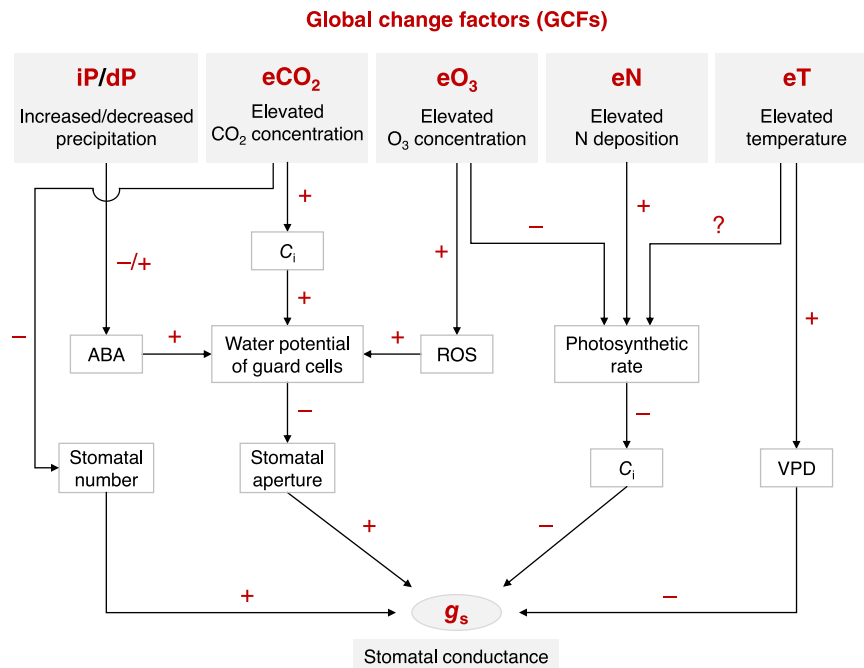 Global change factors (GCFs)
iP/dP
Increased/decreased
precipitation
eCO₂
Elevated
CO₂ concentration
eO₃
Elevated
O₃ concentration
eN
Elevated
N deposition
eT
Elevated
temperature
+
−
+
?
Cᵢ
−/+
+
+
+
−
ABA
+
Water potential
of guard cells
+
ROS
Photosynthetic
rate
−
−
Stomatal
number
Stomatal
aperture
Cᵢ
VPD
+
−
+
gₛ
−
Stomatal conductance